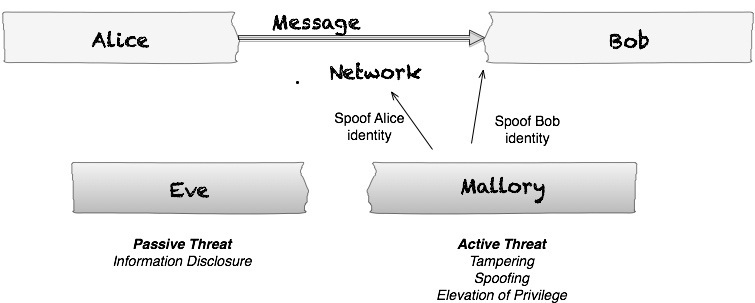 Message
Alice
Bob
Network
Spoof Alice
identity
Spoof Bob
identity
Eve
Mallory
Passive Threat
Information Disclosure
Active Threat
Tampering
Spoofing
Elevation of Privilege